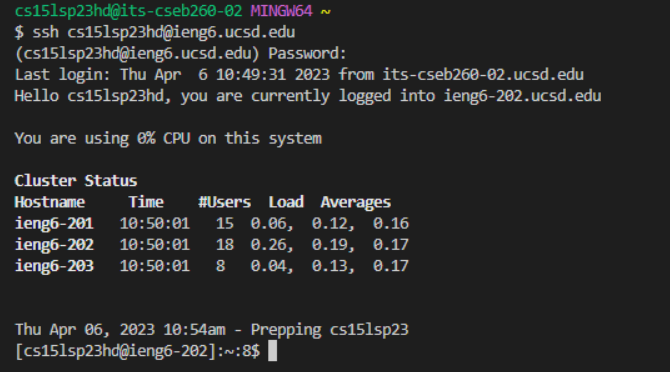 cs15lsp23hd@its-cseb260-02 MINGW64 ~
$ ssh cs15lsp23hd@ieng6.ucsd.edu
(cs15lsp23hd@ieng6.ucsd.edu) Password:
Last login: Thu Apr  6 10:49:31 2023 from its-cseb260-02.ucsd.edu
Hello cs15lsp23hd, you are currently logged into ieng6-202.ucsd.edu
You are using 0% CPU on this system
Cluster Status
Hostname     Time    #Users  Load  Averages
ieng6-201   10:50:01   15  0.06,  0.12,  0.16
ieng6-202   10:50:01   18  0.26,  0.19,  0.17
ieng6-203   10:50:01   8   0.04,  0.13,  0.17
Thu Apr 06, 2023 10:54am - Prepping cs15lsp23
[cs15lsp23hd@ieng6-202]:~:8$